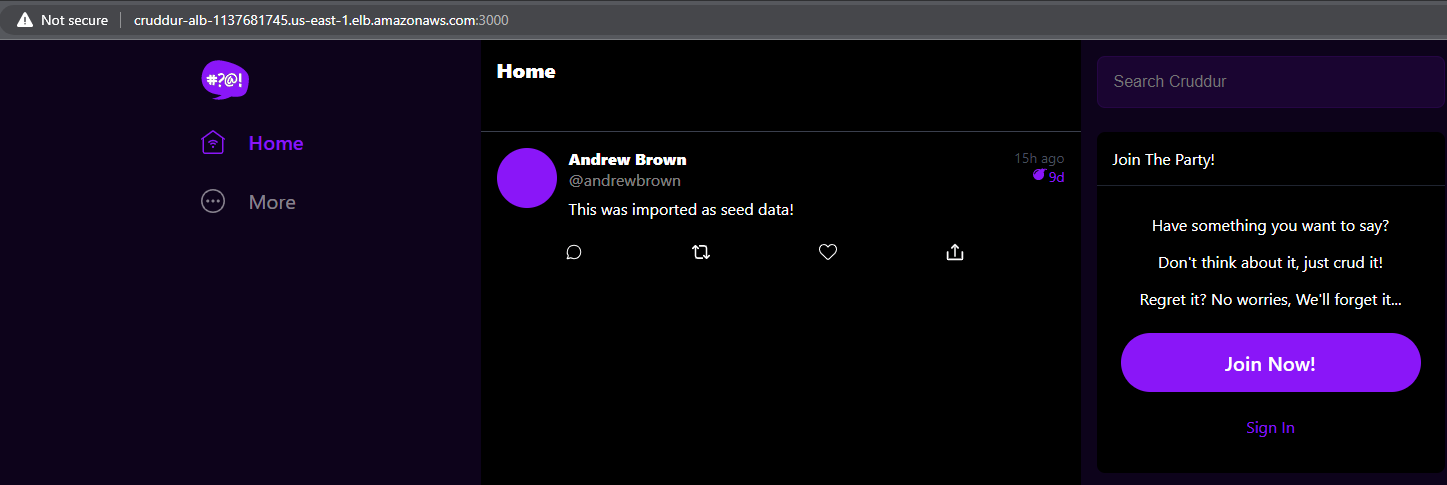 Not secure | cruddur-alb-1137681745.us-east-1.elb.amazonaws.com:3000
#?@!
Home
More
Home
Andrew Brown
@andrewbrown
15h ago
9d
This was imported as seed data!
Search Cruddur
Join The Party!
Have something you want to say?
Don't think about it, just crud it!
Regret it? No worries, We'll forget it...
Join Now!
Sign In